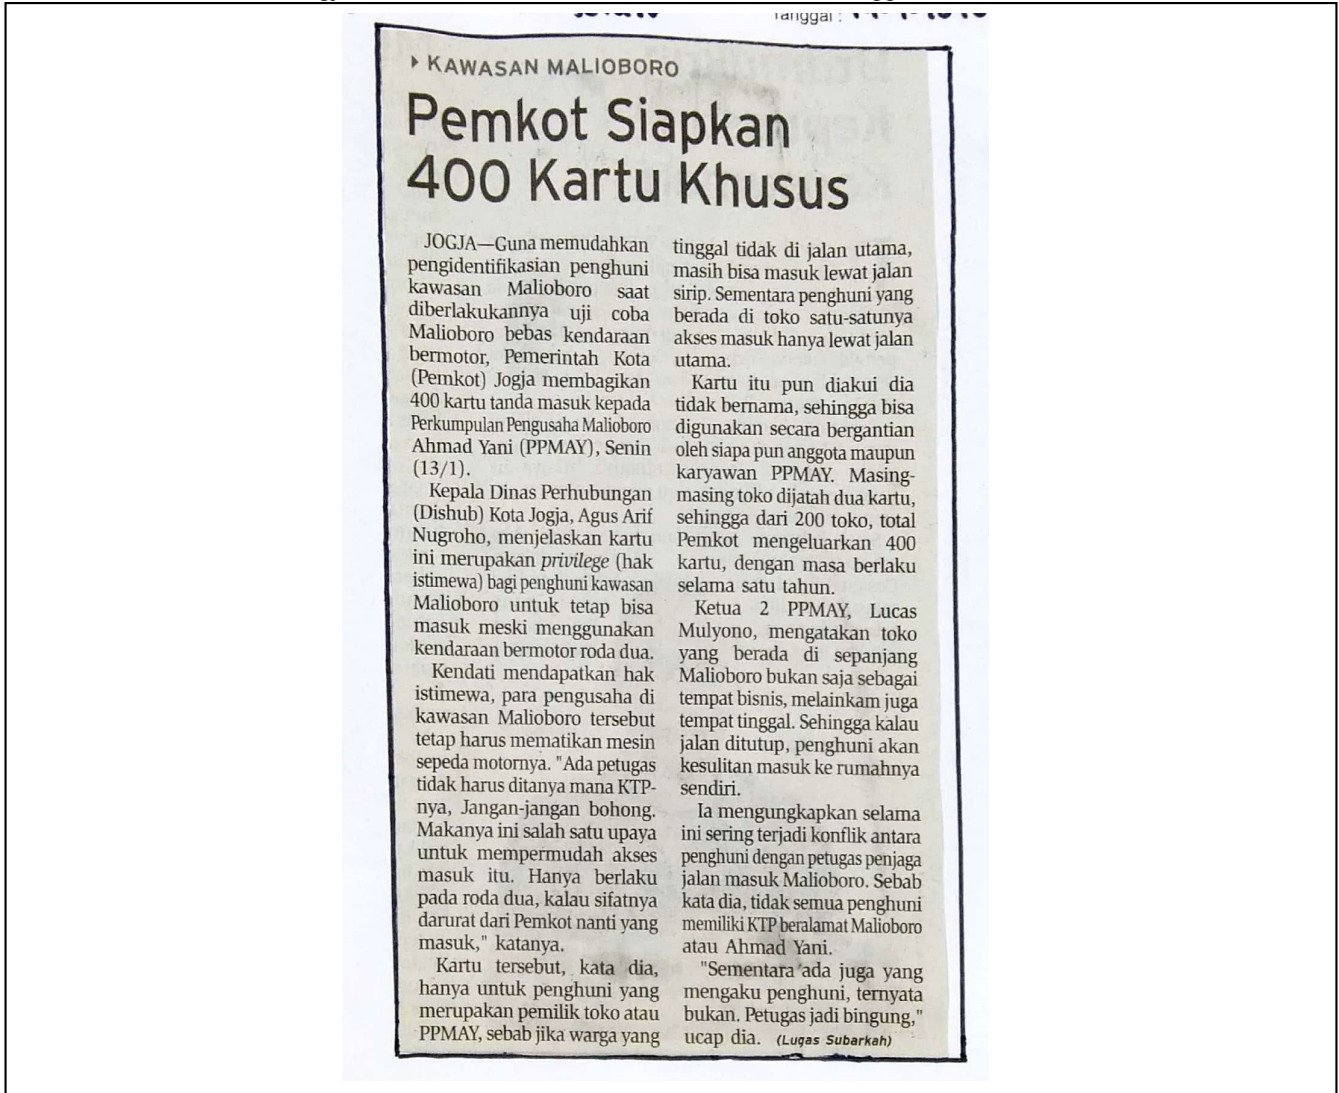 Tanggal :
KAWASAN MALIOBORO
Pemkot Siapkan
400 Kartu Khusus
JOGJA—Guna memudahkan
pengidentifikasian penghuni
kawasan Malioboro saat
diberlakukannya uji coba
Malioboro bebas kendaraan
bermotor, Pemerintah Kota
(Pemkot) Jogja membagikan
400 kartu tanda masuk kepada
Perkumpulan Pengusaha Malioboro
Ahmad Yani (PPMAY), Senin
(13/1).
Kepala Dinas Perhubungan
(Dishub) Kota Jogja, Agus Arif
Nugroho, menjelaskan kartu
ini merupakan privilege (hak
istimewa) bagi penghuni kawasan
Malioboro untuk tetap bisa
masuk meski menggunakan
kendaraan bermotor roda dua.
Kendati mendapatkan hak
istimewa, para pengusaha di
kawasan Malioboro tersebut
tetap harus mematikan mesin
sepeda motornya. "Ada petugas
tidak harus ditanya mana KTP-
nya, Jangan-jangan bohong.
Makanya ini salah satu upaya
untuk mempermudah akses
masuk itu. Hanya berlaku
pada roda dua, kalau sifatnya
darurat dari Pemkot nanti yang
masuk," katanya.
Kartu tersebut, kata dia,
hanya untuk penghuni yang
merupakan pemilik toko atau
PPMAY, sebab jika warga yang
tinggal tidak di jalan utama,
masih bisa masuk lewat jalan
sirip. Sementara penghuni yang
berada di toko satu-satunya
akses masuk hanya lewat jalan
utama.
Kartu itu pun diakui dia
tidak bernama, sehingga bisa
digunakan secara bergantian
oleh siapa pun anggota maupun
karyawan PPMAY. Masing-
masing toko dijatah dua kartu,
sehingga dari 200 toko, total
Pemkot mengeluarkan 400
kartu, dengan masa berlaku
selama satu tahun.
Ketua 2 PPMAY, Lucas
Mulyono, mengatakan toko
yang berada di sepanjang
Malioboro bukan saja sebagai
tempat bisnis, melainkam juga
tempat tinggal. Sehingga kalau
jalan ditutup, penghuni akan
kesulitan masuk ke rumahnya
sendiri.
Ia mengungkapkan selama
ini sering terjadi konflik antara
penghuni dengan petugas penjaga
jalan masuk Malioboro. Sebab
kata dia, tidak semua penghuni
memiliki KTP beralamat Malioboro
atau Ahmad Yani.
"Sementara ada juga yang
mengaku penghuni, ternyata
bukan. Petugas jadi bingung,"
ucap dia. (Lugas Subarkah)